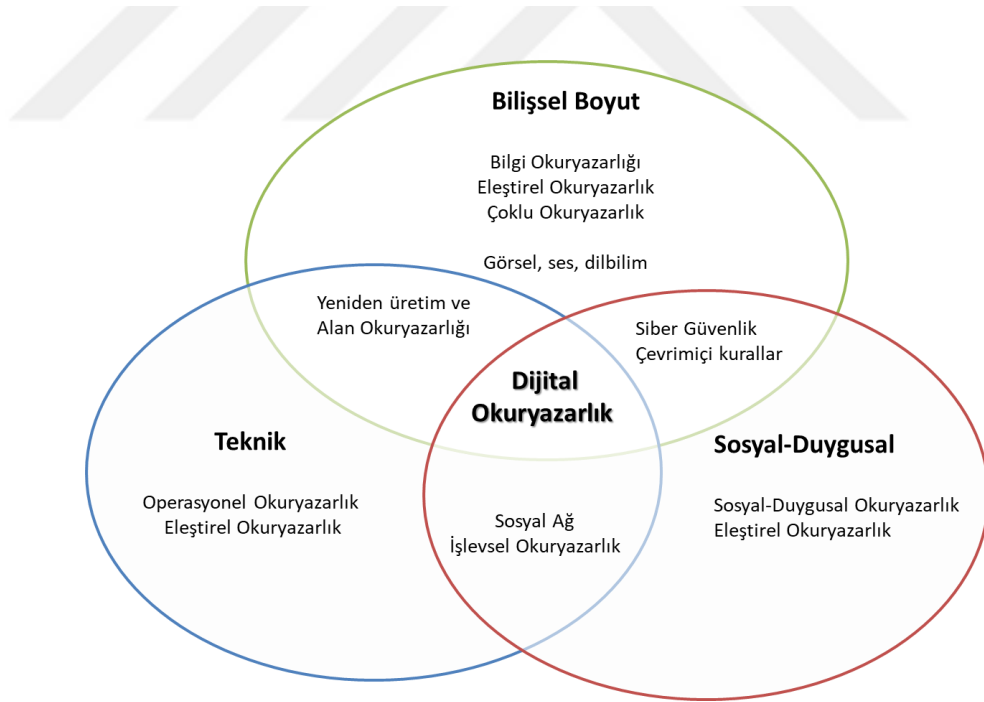 Bilişsel Boyut
Bilgi Okuryazarlığı
Eleştirel Okuryazarlık
Çoklu Okuryazarlık
Görsel, ses, dilbilim
Yeniden üretim ve
Alan Okuryazarlığı
Siber Güvenlik
Çevrimiçi kurallar
Dijital
Okuryazarlık
Teknik
Operasyonel Okuryazarlık
Eleştirel Okuryazarlık
Sosyal-Duygusal
Sosyal-Duygusal Okuryazarlık
Eleştirel Okuryazarlık
Sosyal Ağ
İşlevsel Okuryazarlık